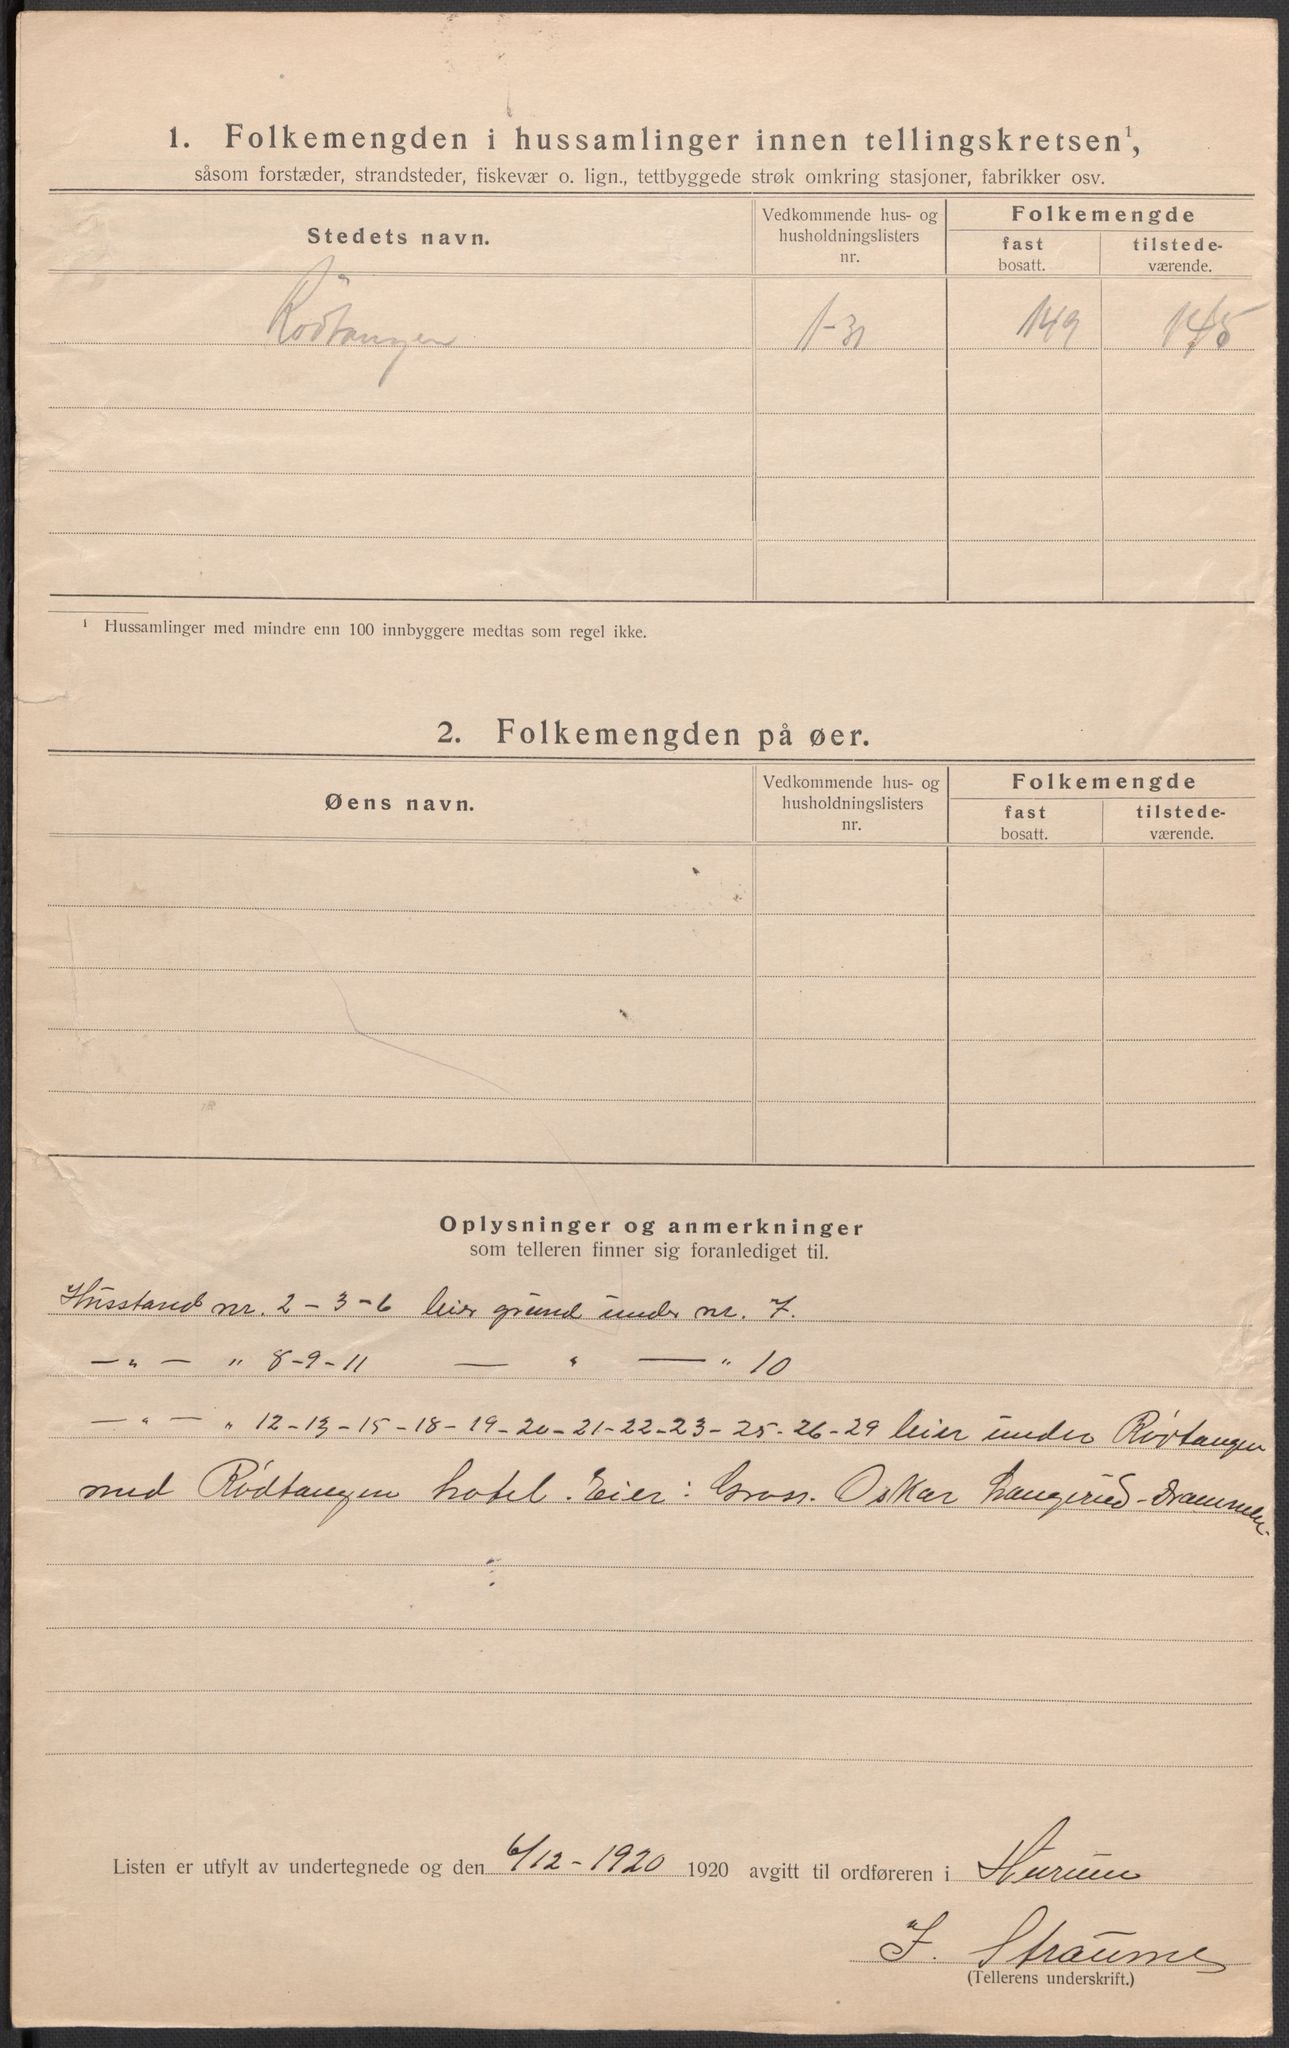 1. Folkemengden i hussamlinger innen tellingskretsen¹,
såsom forstæder, strandsteder, fiskevær o. lign., tettbyggede strøk omkring stasjoner, fabrikker osv.
Stedets navn.
Vedkommende hus- og
husholdningslisters
nr.
Folkemengde
fast
bosatt.
tilstede-
værende.
Rödtangen 1-31 149 145
¹ Hussamlinger med mindre enn 100 innbyggere medtas som regel ikke.
2. Folkemengden på øer.
Øens navn.
Vedkommende hus- og
husholdningslisters
nr.
Folkemengde
fast
bosatt.
tilstede-
værende.
Oplysninger og anmerkninger
som telleren finner sig foranlediget til.
Husstand nr. 2-3-6 leier grund under nr. 7.
— „ — „ 8-9-11 — „ — „ 10
— „ — „ 12-13-15-18-19-20-21-22-23-25-26-29 leier under Rødtangen
med Rødtangen hotel. Eier: Gross. Oskar Drammen.
Listen er utfylt av undertegnede og den 6/12-1920 1920 avgitt til ordføreren i Hurum
J. Straume
(Tellerens underskrift.)